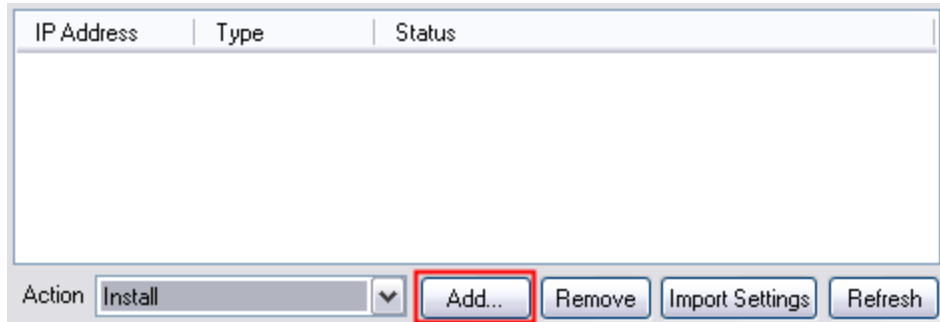 IP Address Type Status
Action Install Add... Remove Import Settings Refresh